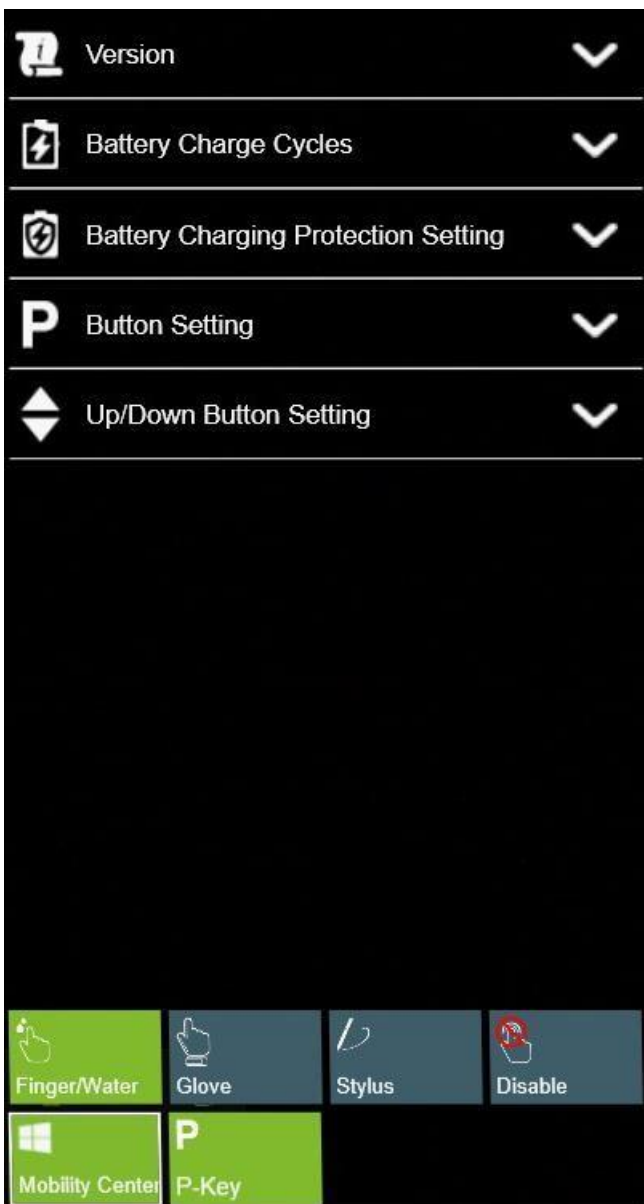 Version
Battery Charge Cycles
Battery Charging Protection Setting
P Button Setting
Up/Down Button Setting
Finger/Water Glove Stylus Disable
P
Mobility Center P-Key